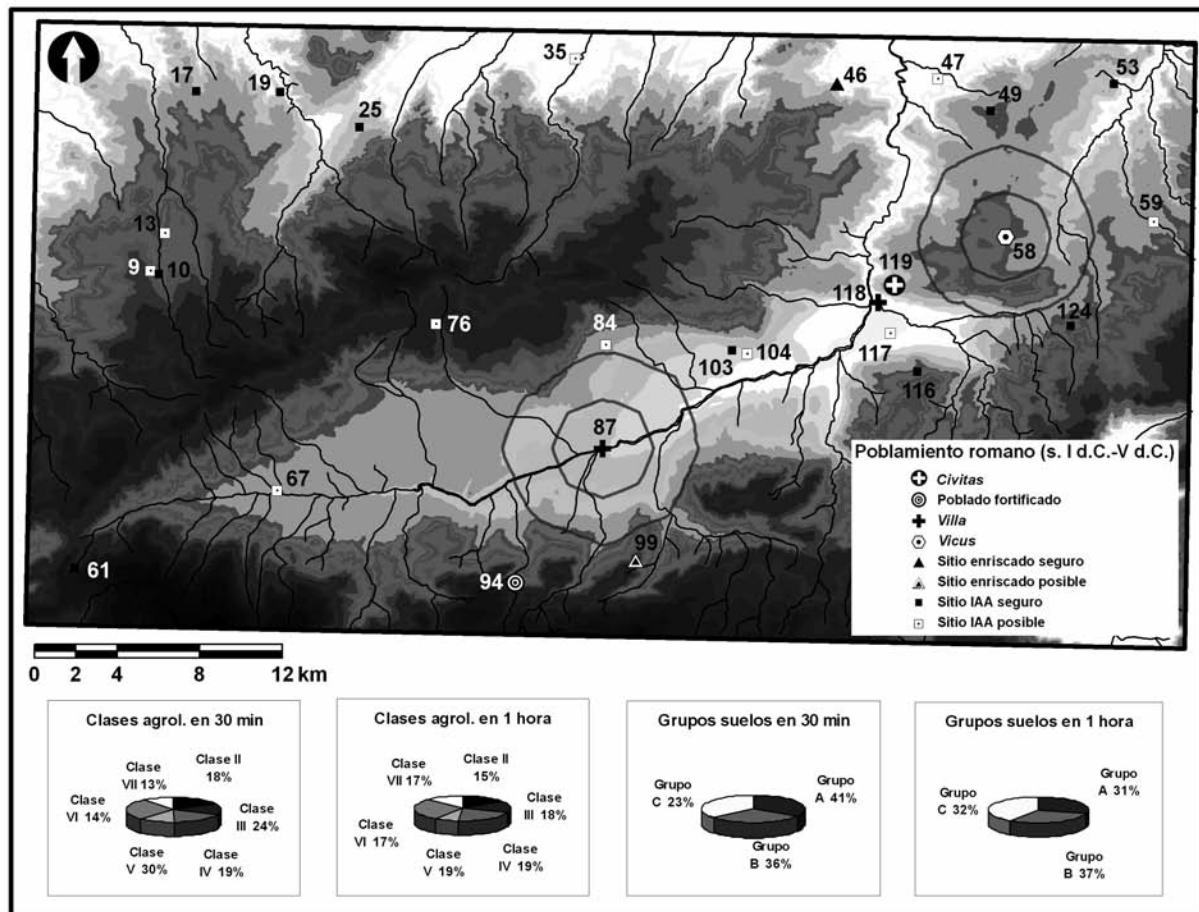 35
47
53
17
19
46
25
49
13
59
9
10
58
119
118
76
84
124
103
104
117
116
87
67
99
61
94
Poblamiento romano (s. I d.C.-V d.C.)
Civitas
Poblado fortificado
Villa
Vicus
Sitio enriscado seguro
Sitio enriscado posible
Sitio IAA seguro
Sitio IAA posible
0 2 4 8 12 km
Clases agrol. en 30 min
Clase VII 13%
Clase II 18%
Clase VI 14%
Clase III 24%
Clase V 30%
Clase IV 19%
Clases agrol. en 1 hora
Clase VII 17%
Clase II 15%
Clase VI 17%
Clase III 18%
Clase V 19%
Clase IV 19%
Grupos suelos en 30 min
Grupo C 23%
Grupo A 41%
Grupo B 36%
Grupos suelos en 1 hora
Grupo C 32%
Grupo A 31%
Grupo B 37%